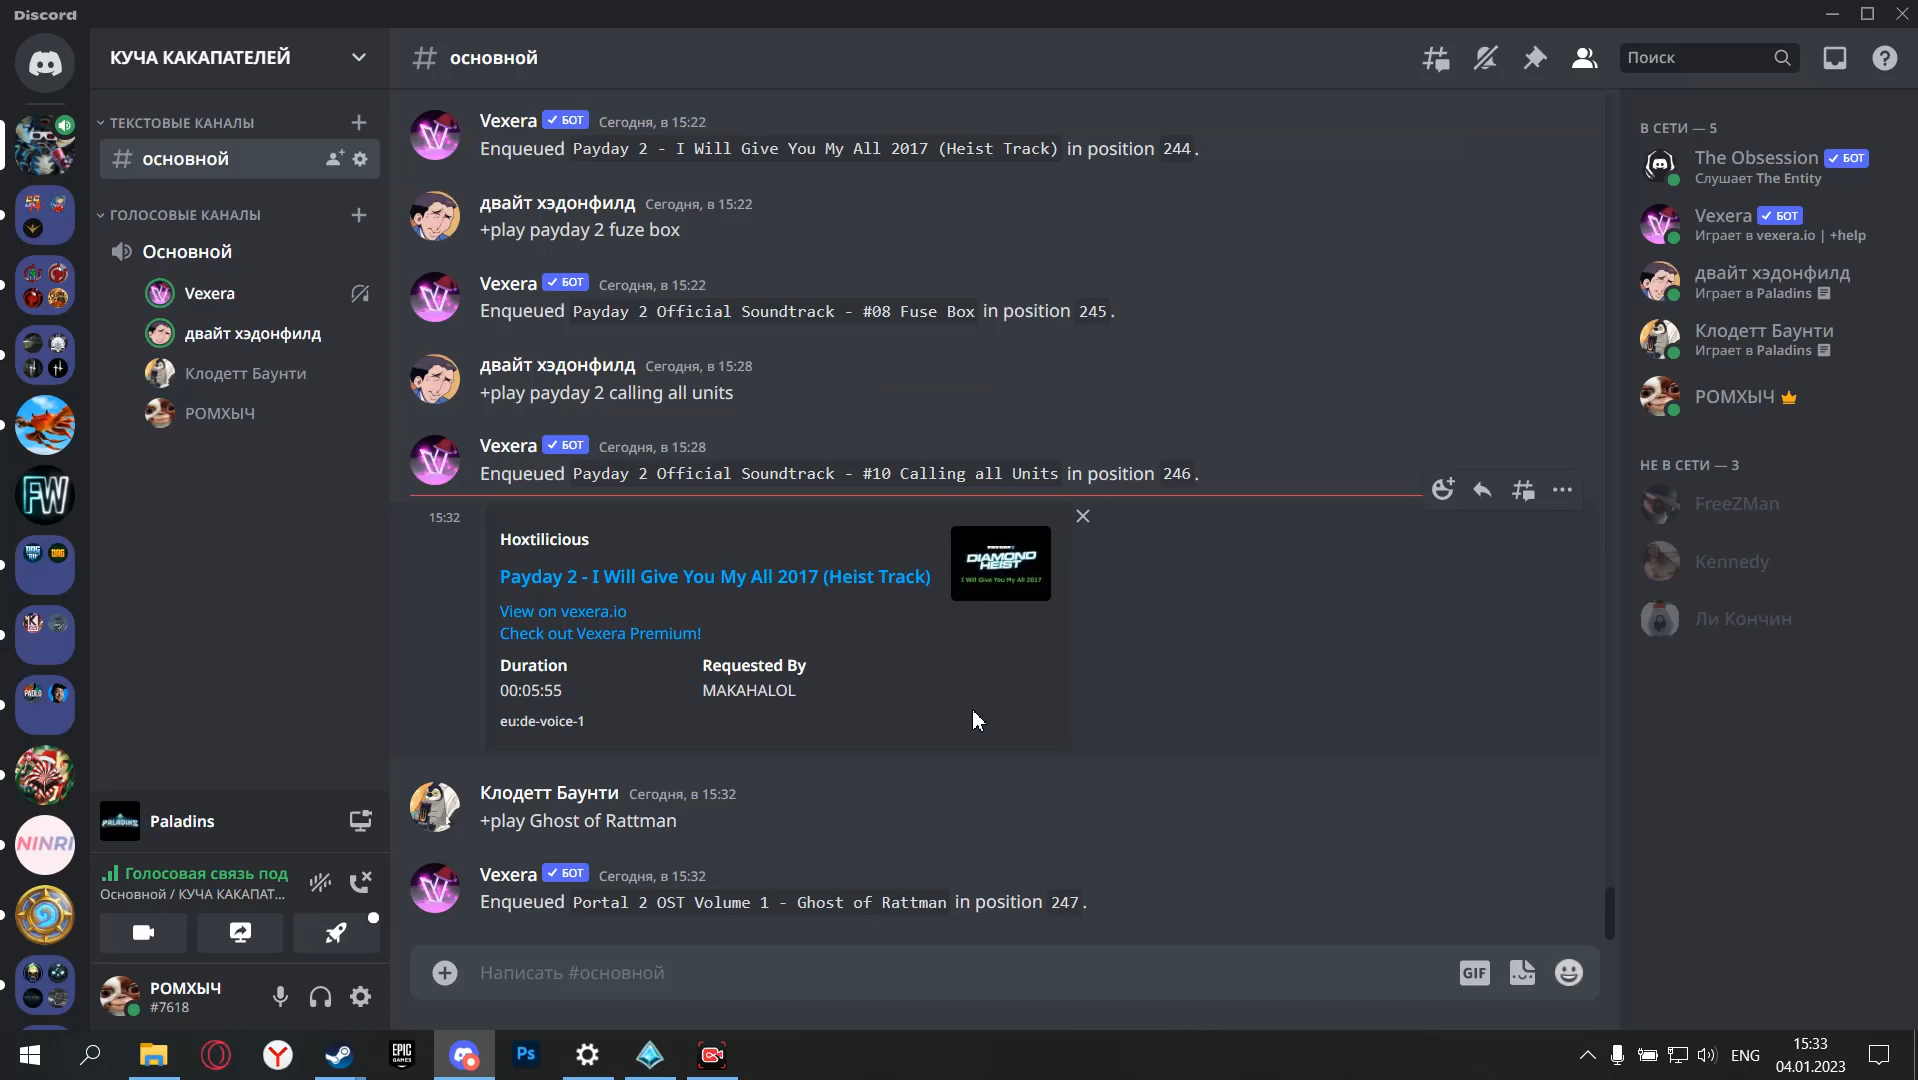 Discord
КУЧА КАКАПАТЕЛЕЙ
ТЕКСТОВЫЕ КАНАЛЫ
основной
ГОЛОСОВЫЕ КАНАЛЫ
Основной
Vexera
двайт хэдонфилд
Клодетт Баунти
РОМХЫЧ
Paladins
Голосовая связь под
Основной / КУЧА КАКАПАТ...
РОМХЫЧ
#7618
основной
Поиск
Vexera БОТ Сегодня, в 15:22
Enqueued Payday 2 - I Will Give You My All 2017 (Heist Track) in position 244.
двайт хэдонфилд Сегодня, в 15:22
+play payday 2 fuze box
Vexera БОТ Сегодня, в 15:22
Enqueued Payday 2 Official Soundtrack - #08 Fuse Box in position 245.
двайт хэдонфилд Сегодня, в 15:28
+play payday 2 calling all units
Vexera БОТ Сегодня, в 15:28
Enqueued Payday 2 Official Soundtrack - #10 Calling all Units in position 246.
15:32
Hoxtilicious
Payday 2 - I Will Give You My All 2017 (Heist Track)
PAYDAY 2
DIAMOND
HEIST
I Will Give You My All 2017
View on vexera.io
Check out Vexera Premium!
Duration Requested By
00:05:55 MAKAHALOL
eu:de-voice-1
Клодетт Баунти Сегодня, в 15:32
+play Ghost of Rattman
Vexera БОТ Сегодня, в 15:32
Enqueued Portal 2 OST Volume 1 - Ghost of Rattman in position 247.
Написать #основной
GIF
В СЕТИ — 5
The Obsession БОТ
Слушает The Entity
Vexera БОТ
Играет в vexera.io | +help
двайт хэдонфилд
Играет в Paladins
Клодетт Баунти
Играет в Paladins
РОМХЫЧ
НЕ В СЕТИ — 3
FreeZMan
Kennedy
Ли Кончин
FW
NINRI
PALADINS
EPIC
GAMES
Ps
ENG
15:33
04.01.2023